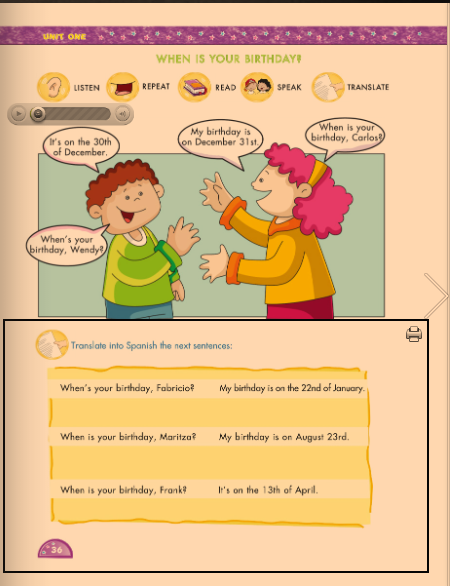 UNIT ONE
WHEN IS YOUR BIRTHDAY?
LISTEN
REPEAT
READ
SPEAK
TRANSLATE
It's on the 30th
of December.
My birthday is
on December 31st.
When is your
birthday, Carlos?
When's your
birthday, Wendy?
Translate into Spanish the next sentences:
When's your birthday, Fabricio? My birthday is on the 22nd of January.
When is your birthday, Maritza? My birthday is on August 23rd.
When is your birthday, Frank? It's on the 13th of April.
36